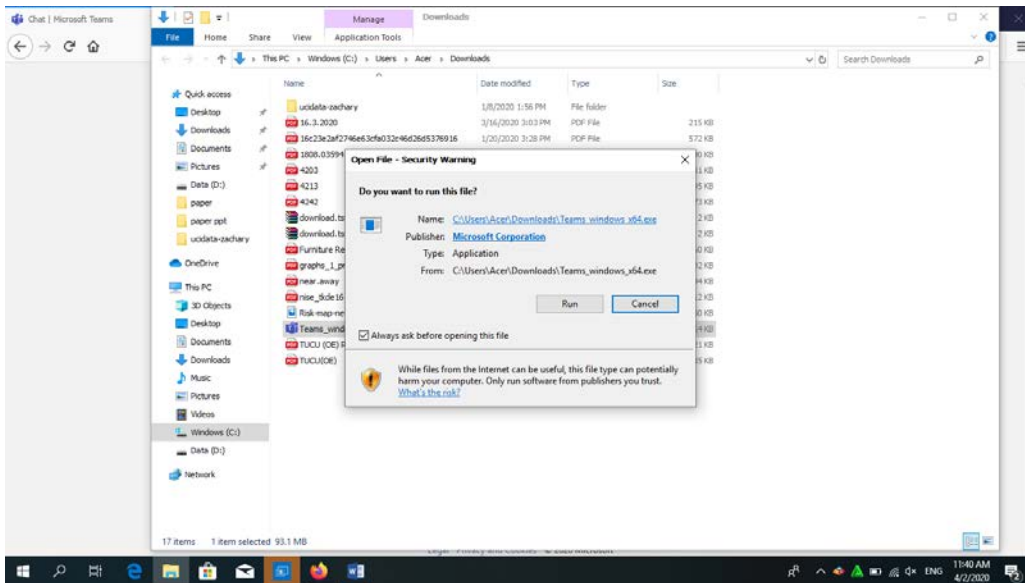 Chat | Microsoft Teams
Manage
Downloads
File
Home
Share
View
Application Tools
This PC > Windows (C:) > Users > Acer > Downloads
Search Downloads
Name
Date modified
Type
Size
Quick access
Desktop
Downloads
Documents
Pictures
Data (D:)
paper
paper ppt
ucidata-zachary
OneDrive
This PC
3D Objects
Desktop
Documents
Downloads
Music
Pictures
Videos
Windows (C:)
Data (D:)
Network
ucidata-zachary 1/8/2020 1:56 PM File folder
16.3.2020 3/16/2020 3:03 PM PDF File 215 KB
1/20/2020 3:28 PM PDF File 572 KB
1808.03594
4203
4213
4242
download.ts
download.ts
Furniture Re
graphs_1_pr
near.away
Risk-map-ne
Teams_wind
TUCU (OE) R
TUCU(OE)
Open File - Security Warning
Do you want to run this file?
Name: C:\Users\Acer\Downloads\Teams_windows_x64.exe
Publisher: Microsoft Corporation
Type: Application
From: C:\Users\Acer\Downloads\Teams_windows_x64.exe
Run
Cancel
Always ask before opening this file
While files from the Internet can be useful, this file type can potentially
harm your computer. Only run software from publishers you trust.
What's the risk?
17 items 1 item selected 93.1 MB
ENG
11:40 AM
4/2/2020